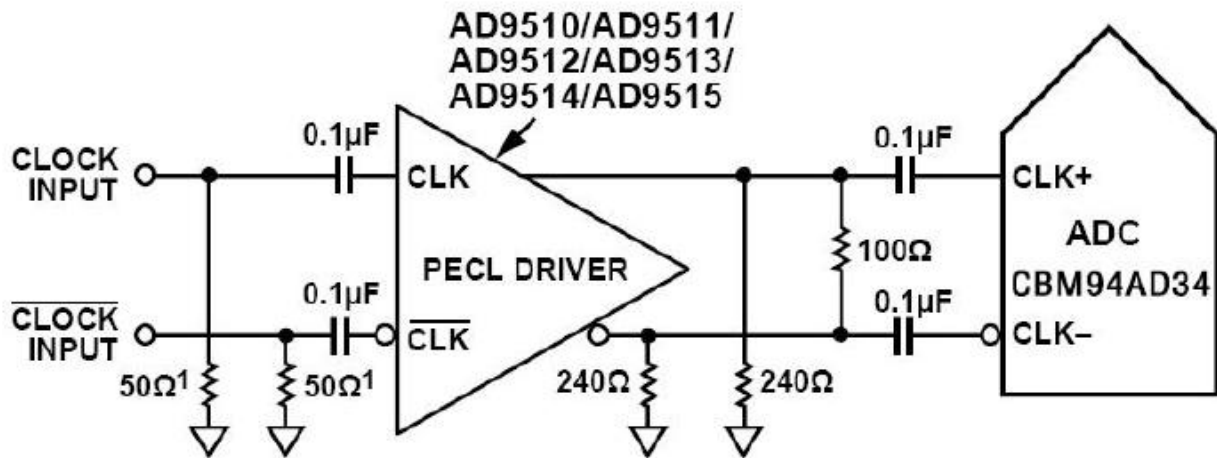 AD9510/AD9511/
AD9512/AD9513/
AD9514/AD9515
0.1µF
0.1µF
CLOCK
INPUT
CLK
CLK+
ADC
PECL DRIVER
100Ω
CBM94AD34
0.1µF
0.1µF
CLOCK
INPUT
CLK
CLK–
50Ω¹
50Ω¹
240Ω
240Ω